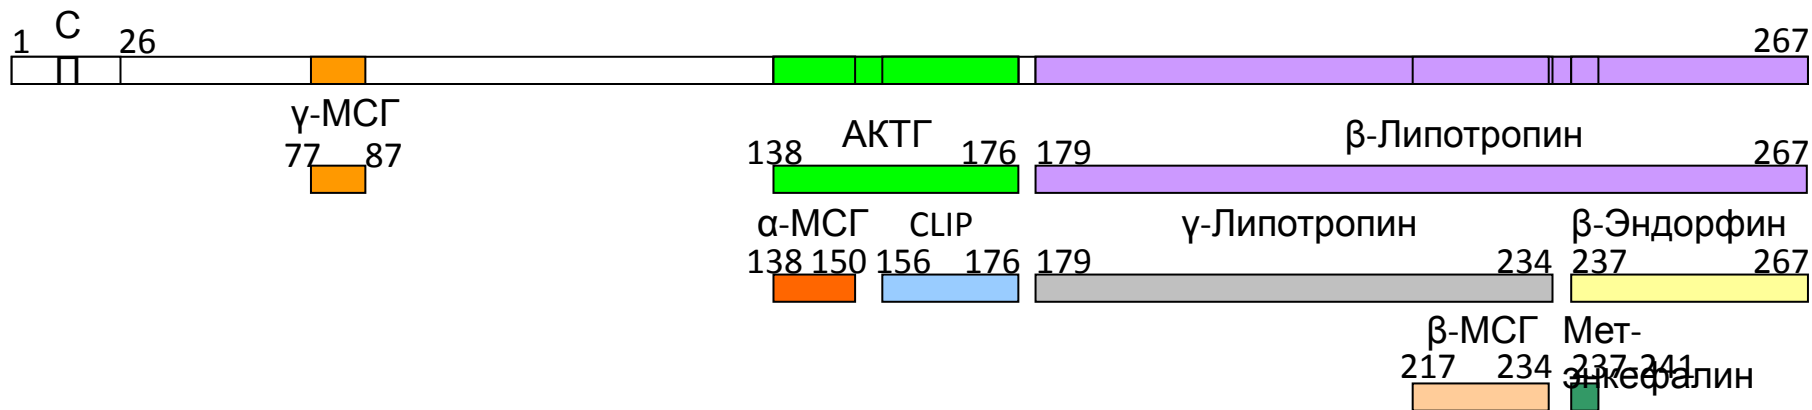 С
1 26 267
γ-МСГ
77 87
АКТГ
138 176
β-Липотропин
179 267
α-МСГ CLIP γ-Липотропин β-Эндорфин
138 150 156 176 179 234 237 267
β-МСГ Мет-
217 234 237-241
энкефалин